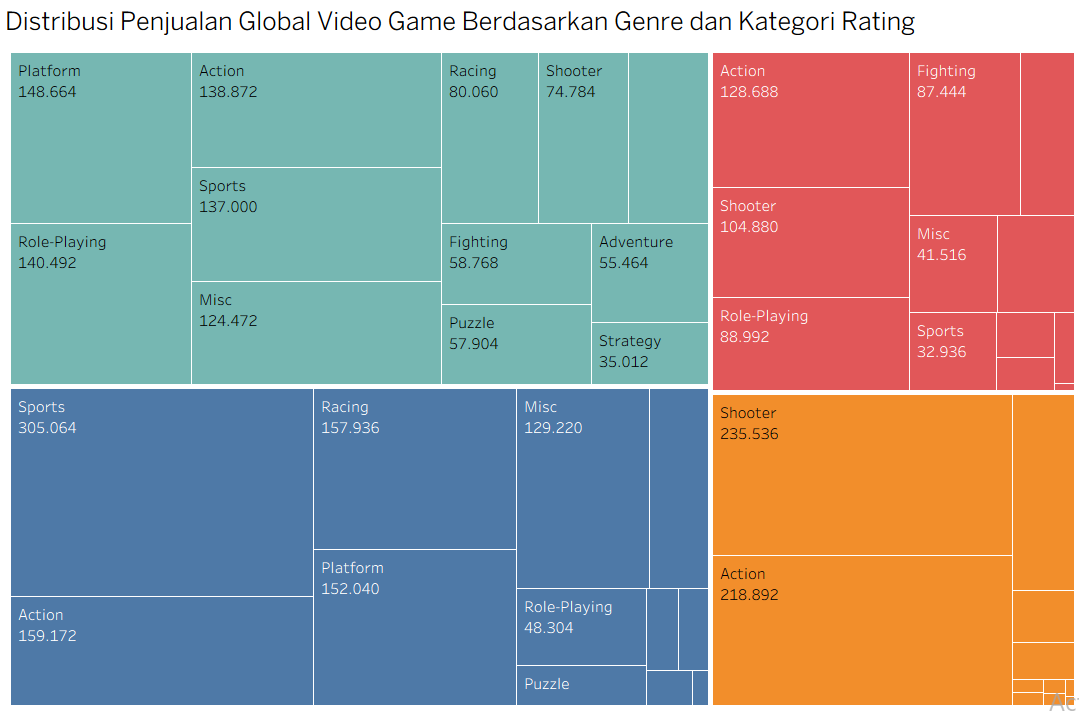 Distribusi Penjualan Global Video Game Berdasarkan Genre dan Kategori Rating
Platform
148.664
Action
138.872
Racing
80.060
Shooter
74.784
Sports
137.000
Role-Playing
140.492
Fighting
58.768
Adventure
55.464
Misc
124.472
Puzzle
57.904
Strategy
35.012
Action
128.688
Fighting
87.444
Shooter
104.880
Misc
41.516
Role-Playing
88.992
Sports
32.936
Sports
305.064
Racing
157.936
Misc
129.220
Platform
152.040
Role-Playing
48.304
Action
159.172
Puzzle
Shooter
235.536
Action
218.892